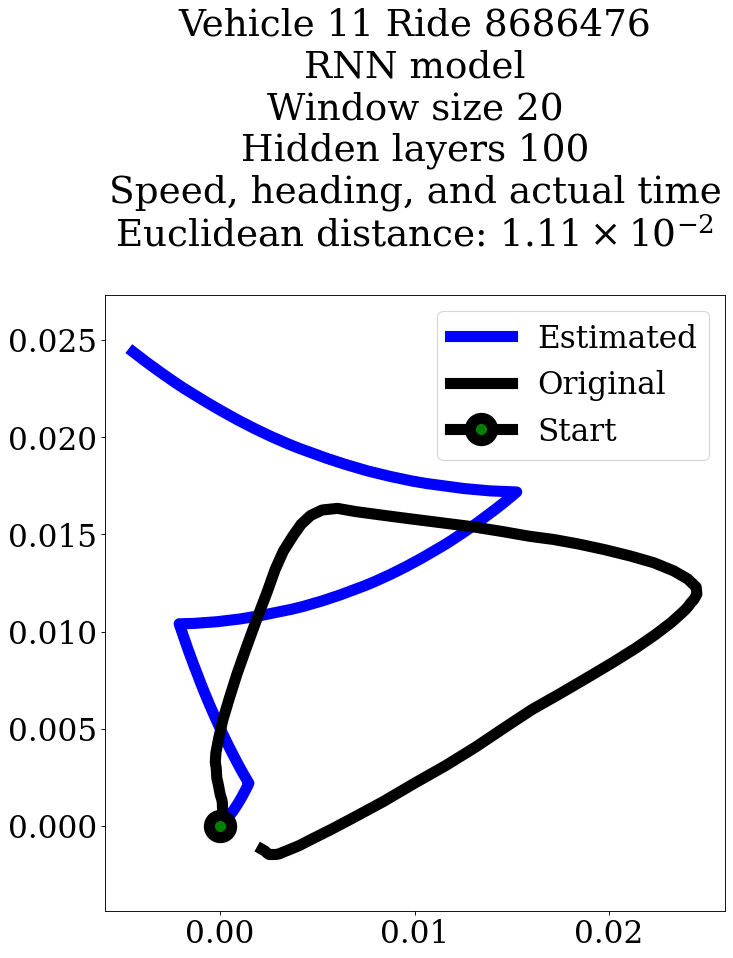 Vehicle 11 Ride 8686476
RNN model
Window size 20
Hidden layers 100
Speed, heading, and actual time
Euclidean distance: 1.11 × 10⁻²
Estimated
Original
Start
0.025
0.020
0.015
0.010
0.005
0.000
0.00 0.01 0.02